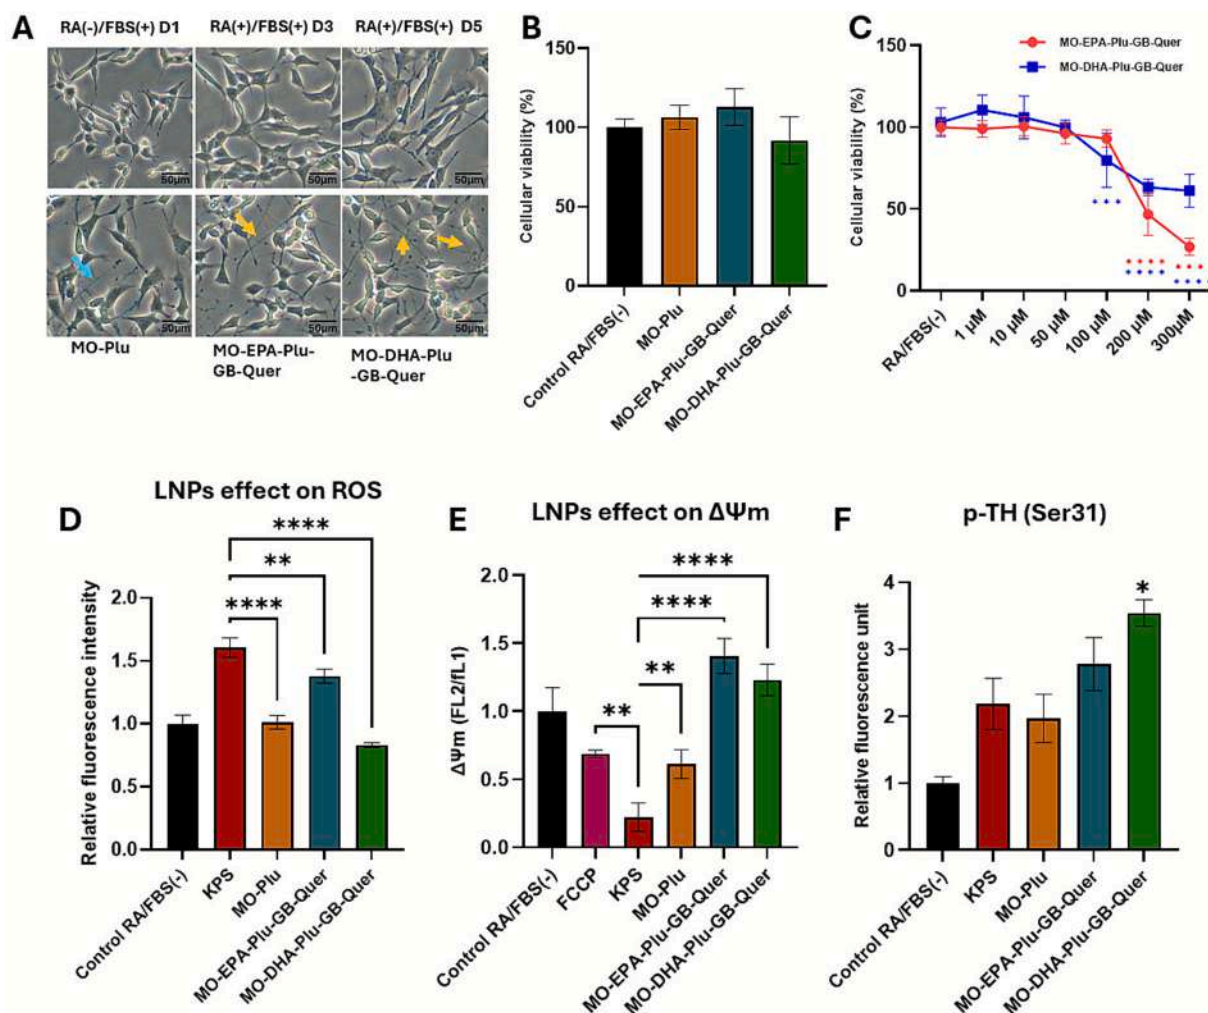 A
RA(-)/FBS(+) D1
RA(+)/FBS(+) D3
RA(+)/FBS(+) D5
50µm
50µm
50µm
50µm
50µm
50µm
MO-Plu
MO-EPA-Plu-
GB-Quer
MO-DHA-Plu
-GB-Quer
B
Cellular viability (%)
150
100
50
0
Control RA/FBS(-)
MO-Plu
MO-EPA-Plu-GB-Quer
MO-DHA-Plu-GB-Quer
C
MO-EPA-Plu-GB-Quer
MO-DHA-Plu-GB-Quer
Cellular viability (%)
150
100
50
0
RA/FBS(-)
1 µM
10 µM
50 µM
100 µM
200 µM
300µM
D
LNPs effect on ROS
****
**
****
Relative fluorescence intensity
2.0
1.5
1.0
0.5
0.0
Control RA/FBS(-)
KPS
MO-Plu
MO-EPA-Plu-GB-Quer
MO-DHA-Plu-GB-Quer
E
LNPs effect on ΔΨm
****
****
**
**
ΔΨm (FL2/fL1)
2.0
1.5
1.0
0.5
0.0
Control RA/FBS(-)
FCCP
KPS
MO-Plu
MO-EPA-Plu-GB-Quer
MO-DHA-Plu-GB-Quer
F
p-TH (Ser31)
*
Relative fluorescence unit
4
3
2
1
0
Control RA/FBS(-)
KPS
MO-Plu
MO-EPA-Plu-GB-Quer
MO-DHA-Plu-GB-Quer